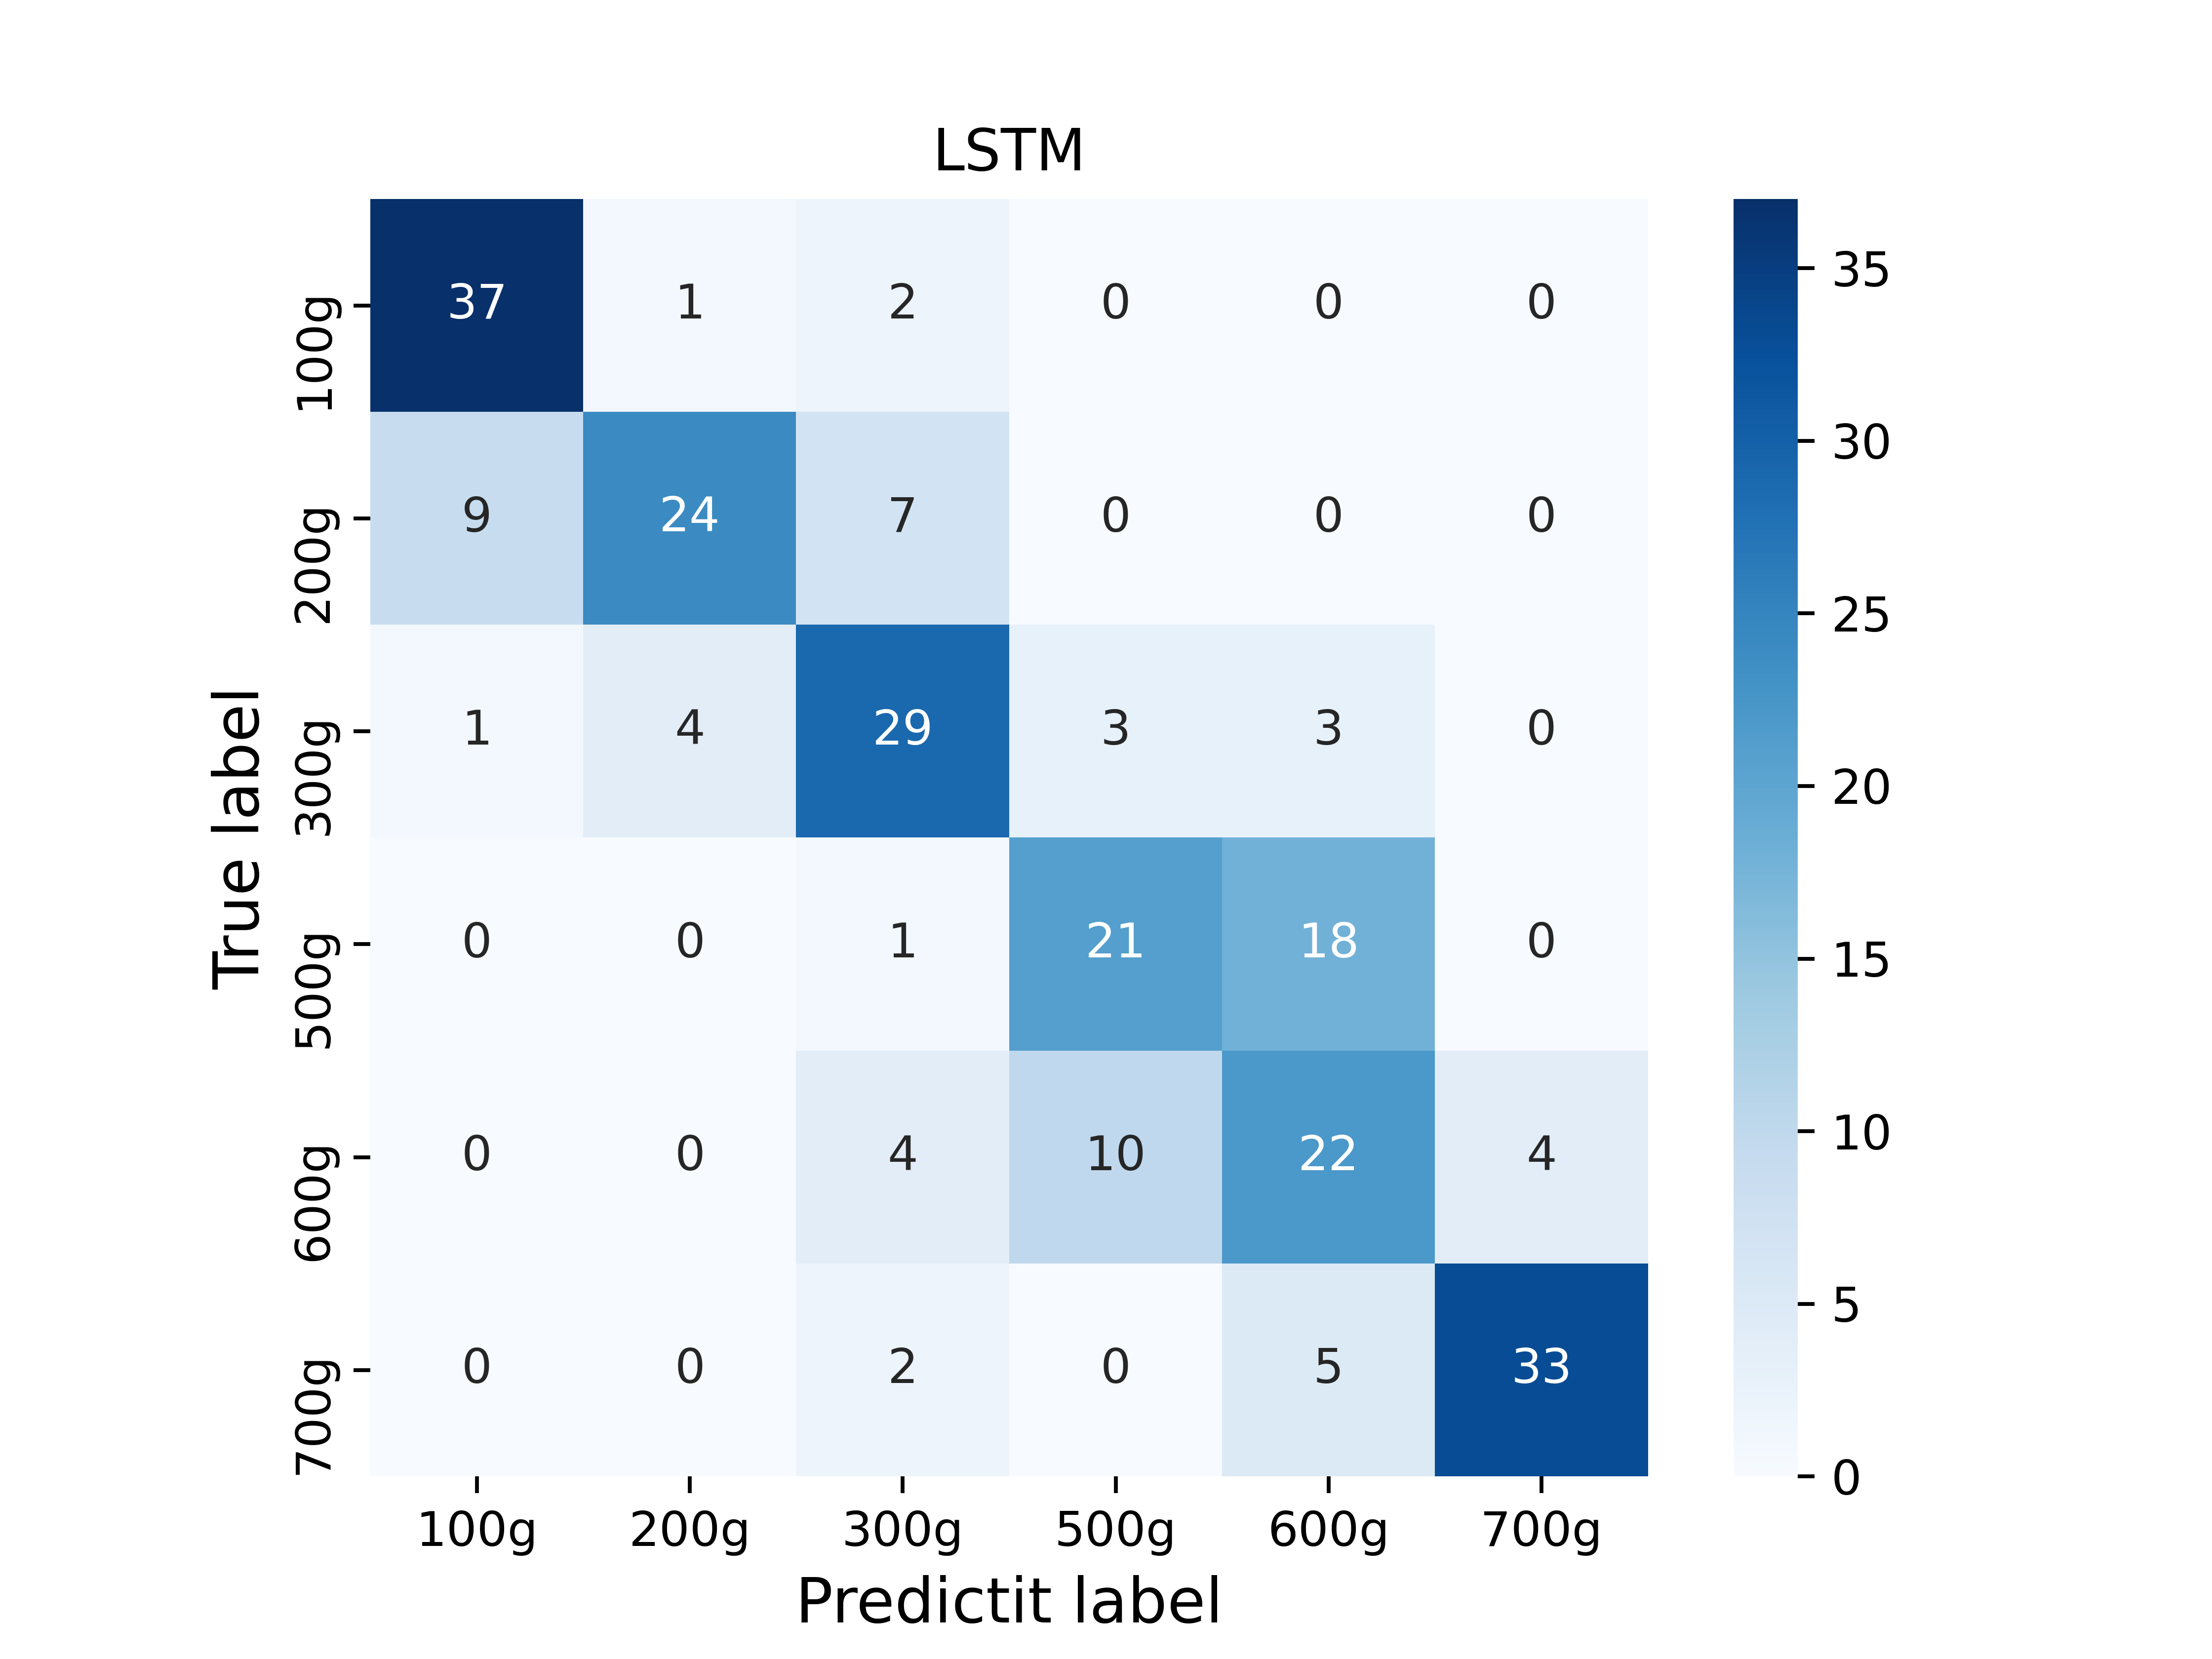 LSTM
True label
100g 37 1 2 0 0 0
200g 9 24 7 0 0 0
300g 1 4 29 3 3 0
500g 0 0 1 21 18 0
600g 0 0 4 10 22 4
700g 0 0 2 0 5 33
100g 200g 300g 500g 600g 700g
Predictit label
35
30
25
20
15
10
5
0